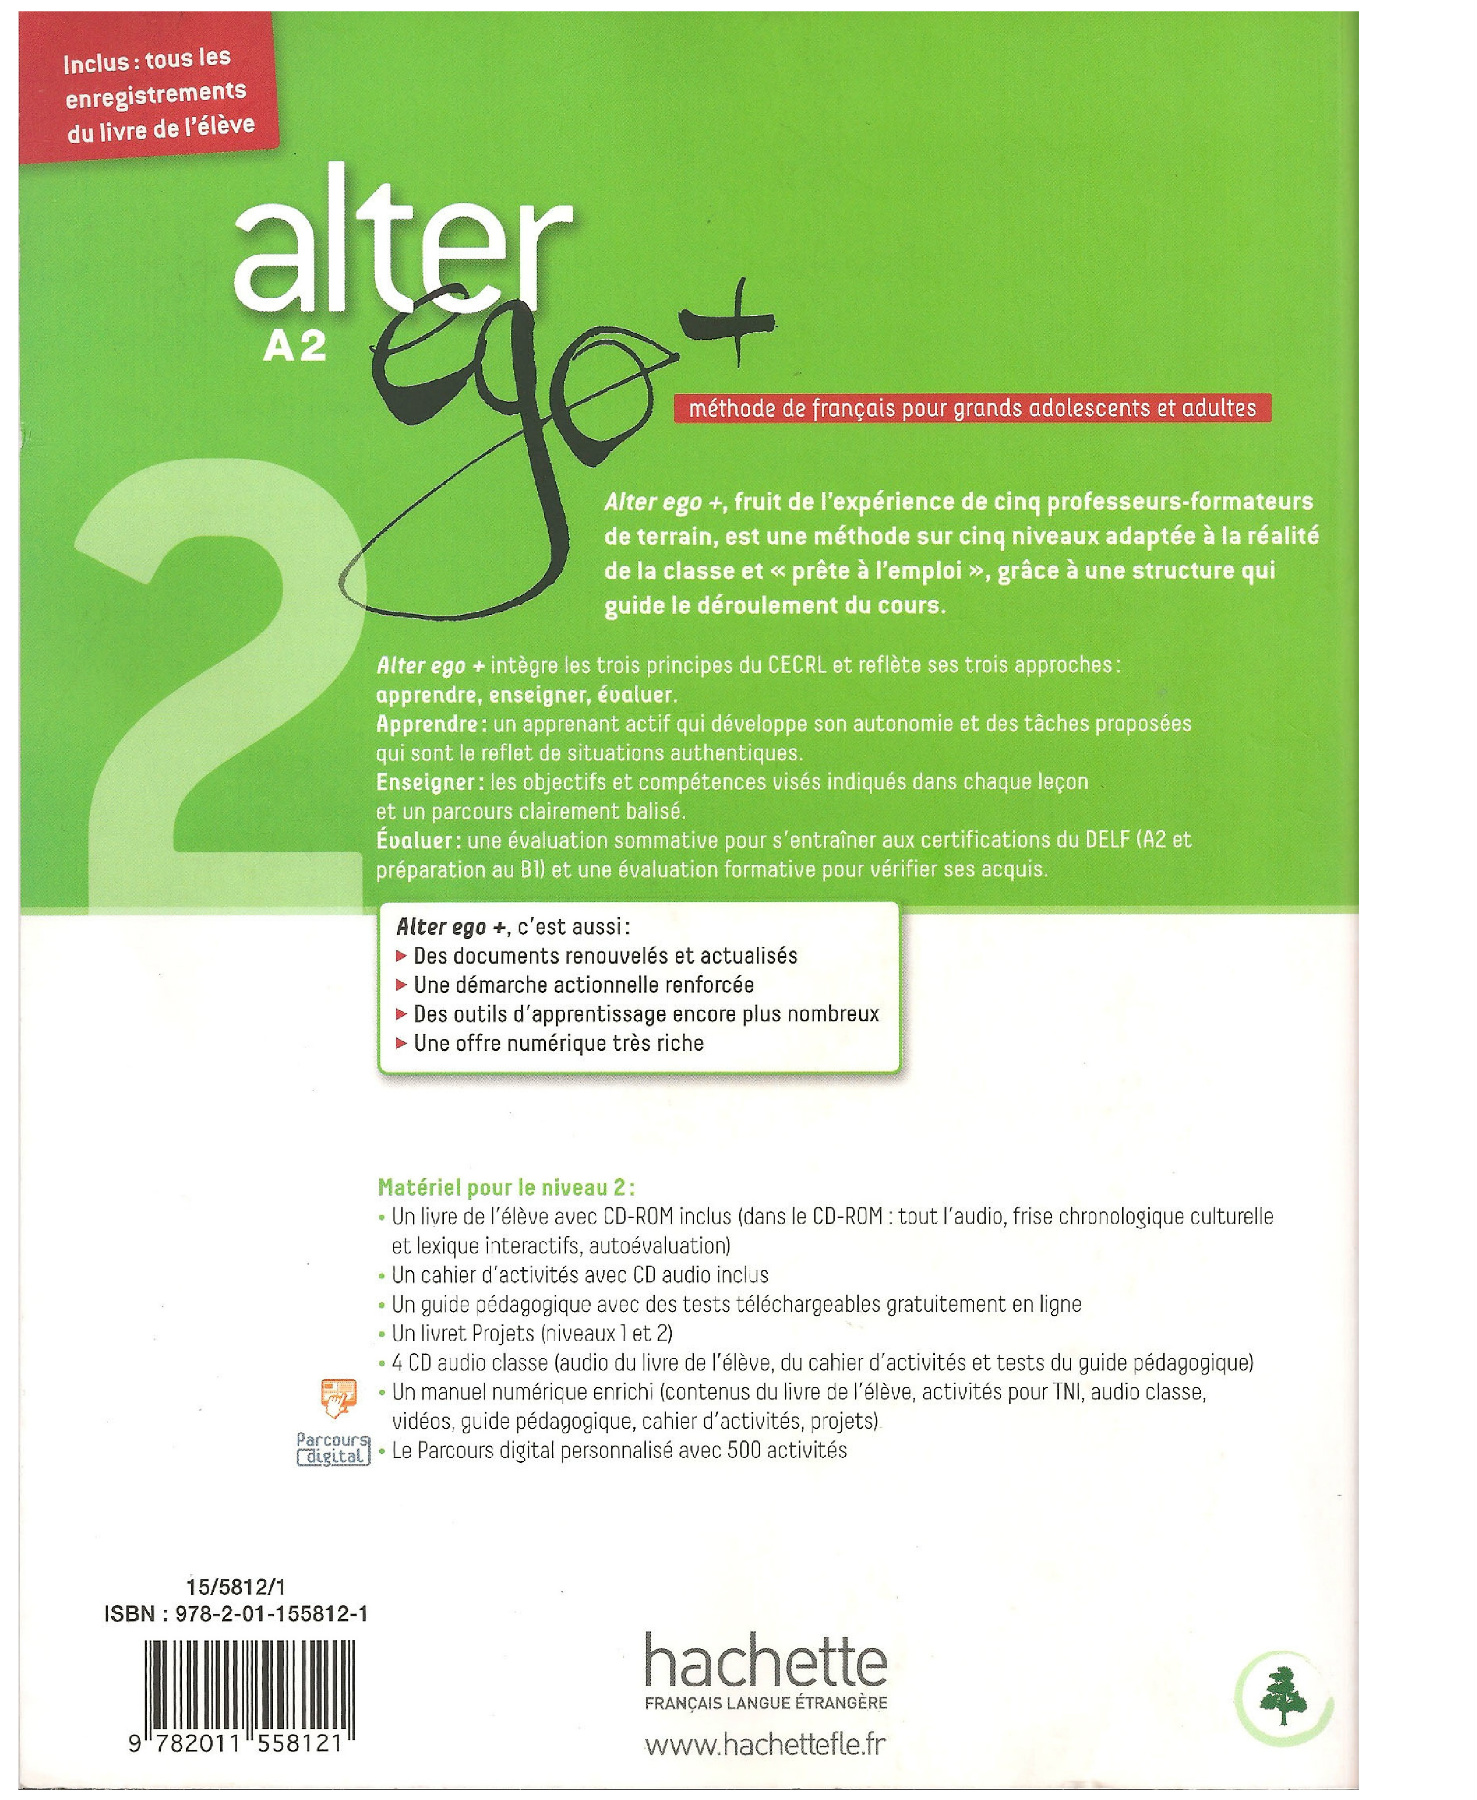 Inclus : tous les
enregistrements
du livre de l'élève
alter
A2
ego +
méthode de français pour grands adolescents et adultes
2
Alter ego +, fruit de l'expérience de cinq professeurs-formateurs
de terrain, est une méthode sur cinq niveaux adaptée à la réalité
de la classe et « prête à l'emploi », grâce à une structure qui
guide le déroulement du cours.
Alter ego + intègre les trois principes du CECRL et reflète ses trois approches :
apprendre, enseigner, évaluer.
Apprendre : un apprenant actif qui développe son autonomie et des tâches proposées
qui sont le reflet de situations authentiques.
Enseigner : les objectifs et compétences visés indiqués dans chaque leçon
et un parcours clairement balisé.
Évaluer : une évaluation sommative pour s'entraîner aux certifications du DELF (A2 et
préparation au B1) et une évaluation formative pour vérifier ses acquis.
Alter ego +, c'est aussi :
► Des documents renouvelés et actualisés
► Une démarche actionnelle renforcée
► Des outils d'apprentissage encore plus nombreux
► Une offre numérique très riche
Matériel pour le niveau 2 :
• Un livre de l'élève avec CD-ROM inclus (dans le CD-ROM : tout l'audio, frise chronologique culturelle
et lexique interactifs, autoévaluation)
• Un cahier d'activités avec CD audio inclus
• Un guide pédagogique avec des tests téléchargeables gratuitement en ligne
• Un livret Projets (niveaux 1 et 2)
• 4 CD audio classe (audio du livre de l'élève, du cahier d'activités et tests du guide pédagogique)
• Un manuel numérique enrichi (contenus du livre de l'élève, activités pour TNI, audio classe,
vidéos, guide pédagogique, cahier d'activités, projets)
Parcours
digital
• Le Parcours digital personnalisé avec 500 activités
15/5812/1
ISBN : 978-2-01-155812-1
9 782011 558121
hachette
FRANÇAIS LANGUE ÉTRANGÈRE
www.hachettefle.fr